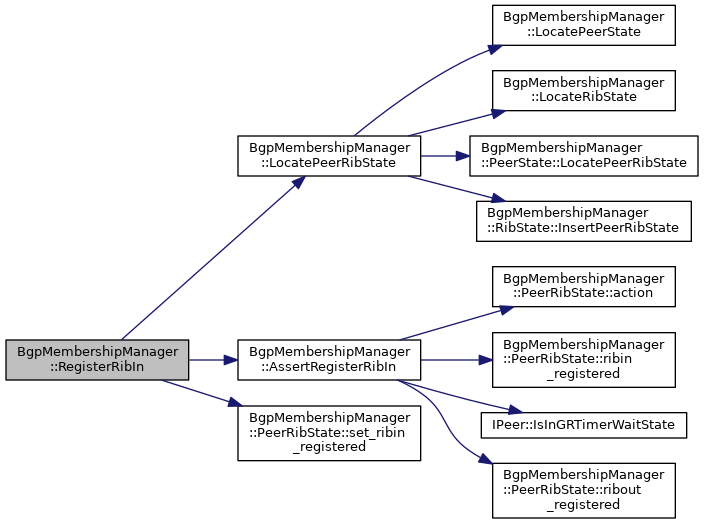 BgpMembershipManager
::RegisterRibIn
BgpMembershipManager
::LocatePeerRibState
BgpMembershipManager
::LocatePeerState
BgpMembershipManager
::LocateRibState
BgpMembershipManager
::PeerState::LocatePeerRibState
BgpMembershipManager
::RibState::InsertPeerRibState
BgpMembershipManager
::AssertRegisterRibIn
BgpMembershipManager
::PeerRibState::action
BgpMembershipManager
::PeerRibState::ribin
_registered
IPeer::IsInGRTimerWaitState
BgpMembershipManager
::PeerRibState::ribout
_registered
BgpMembershipManager
::PeerRibState::set_ribin
_registered